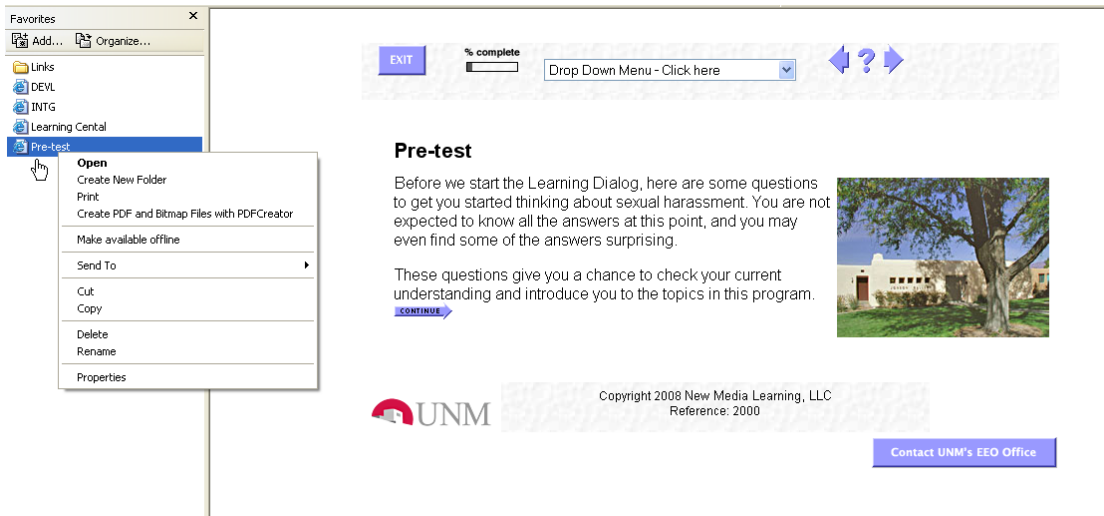 Favorites
Add... Organize...
Links
DEVL
INTG
Learning Cental
Pre-test
Open
Create New Folder
Print
Create PDF and Bitmap Files with PDFCreator
Make available offline
Send To
Cut
Copy
Delete
Rename
Properties
EXIT
% complete
Drop Down Menu - Click here
?
Pre-test
Before we start the Learning Dialog, here are some questions
to get you started thinking about sexual harassment. You are not
expected to know all the answers at this point, and you may
even find some of the answers surprising.
These questions give you a chance to check your current
understanding and introduce you to the topics in this program.
CONTINUE
UNM
Copyright 2008 New Media Learning, LLC
Reference: 2000
Contact UNM's EEO Office